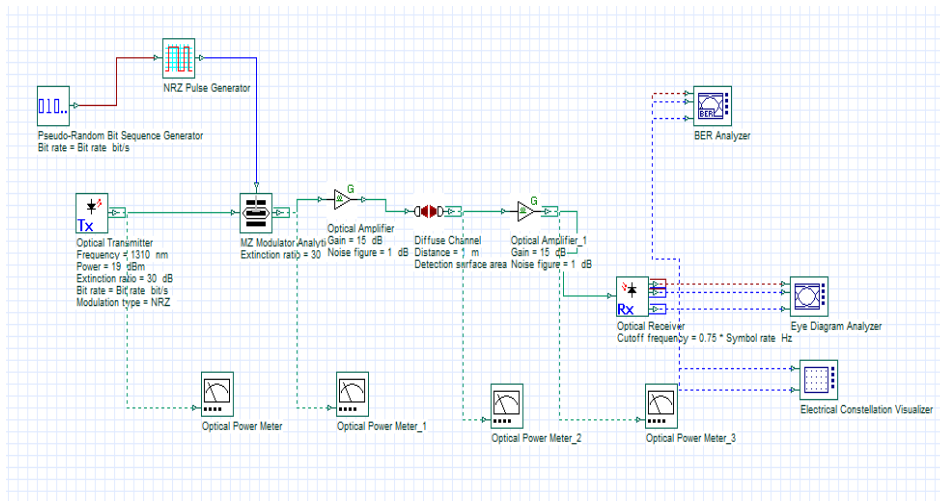 NRZ Pulse Generator
010..
Pseudo-Random Bit Sequence Generator
Bit rate = Bit rate bit/s
BER
BER Analyzer
Tx
Optical Transmitter
Frequency = 1310 nm
Power = 19 dBm
Extinction ratio = 30 dB
Bit rate = Bit rate bit/s
Modulation type = NRZ
MZ Modulator Analyti
Extinction ratio = 30
G
Optical Amplifier
Gain = 15 dB
Noise figure = 1 dB
Diffuse Channel
Distance = 1 m
Detection surface area
G
Optical Amplifier_1
Gain = 15 dB
Noise figure = 1 dB
Rx
Optical Receiver
Cutoff frequency = 0.75 * Symbol rate Hz
Eye Diagram Analyzer
Electrical Constellation Visualizer
Optical Power Meter
Optical Power Meter_1
Optical Power Meter_2
Optical Power Meter_3